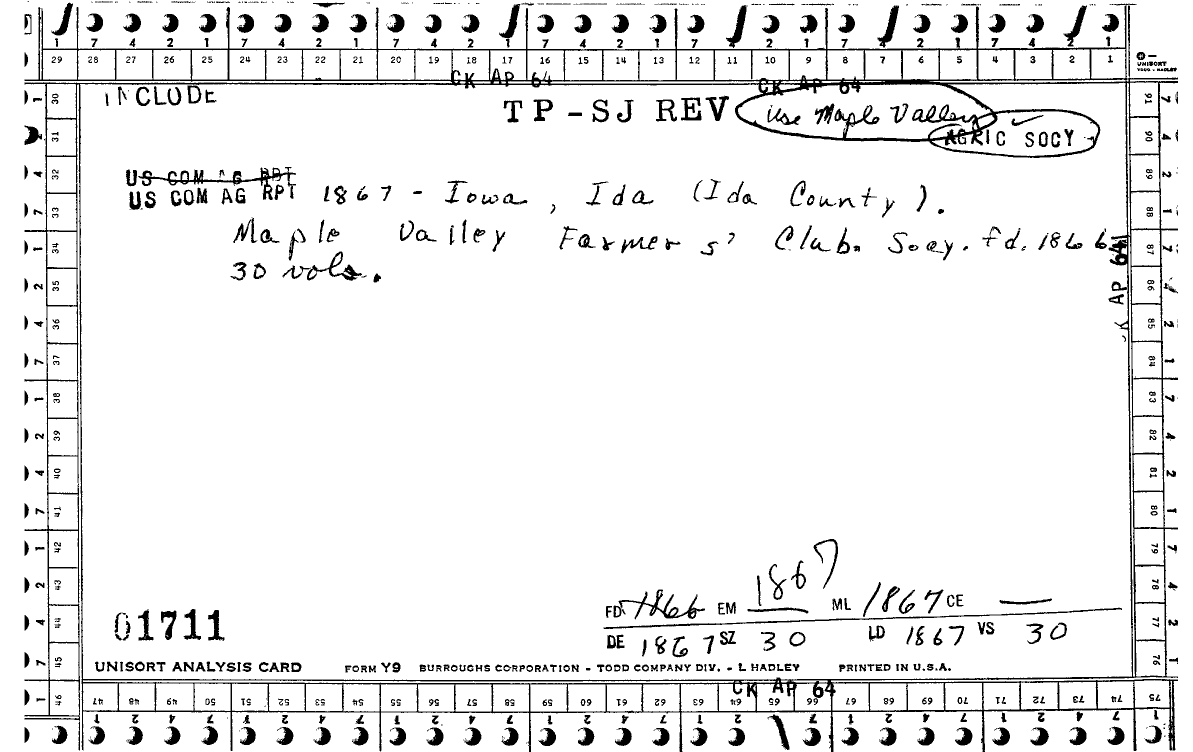 7 4 2 1 7 4 2 1 7 4 2 1 7 4 2 1 7 4 2 1 7 4 2 1 7 4 2 1
29 28 27 26 25 24 23 22 21 20 19 18 17 16 15 14 13 12 11 10 9 8 7 6 5 4 3 2 1
UNISORT
CK AP 64 CK AP 64
INCLUDE
TP-SJ REV use Maple Valley
AGRIC SOCY
US COM AG RPT
US COM AG RPT 1867 - Iowa, Ida (Ida County).
Maple Valley Farmers' Club. Socy. fd. 1866
30 vols.
AP 64
30 31 32 33 34 35 36 37 38 39 40 41 42 43 44 45 46
91 90 89 88 87 86 85 84 83 82 81 80 79 78 77 76 75
1867
FD 1866 EM ML 1867 CE —
01711
DE 1867 SZ 30 LD 1867 VS 30
UNISORT ANALYSIS CARD FORM Y9 BURROUGHS CORPORATION - TODD COMPANY DIV. - L HADLEY PRINTED IN U.S.A.
CK AP 64
47 48 49 50 51 52 53 54 55 56 57 58 59 60 61 62 63 64 65 66 67 68 69 70 71 72 73 74